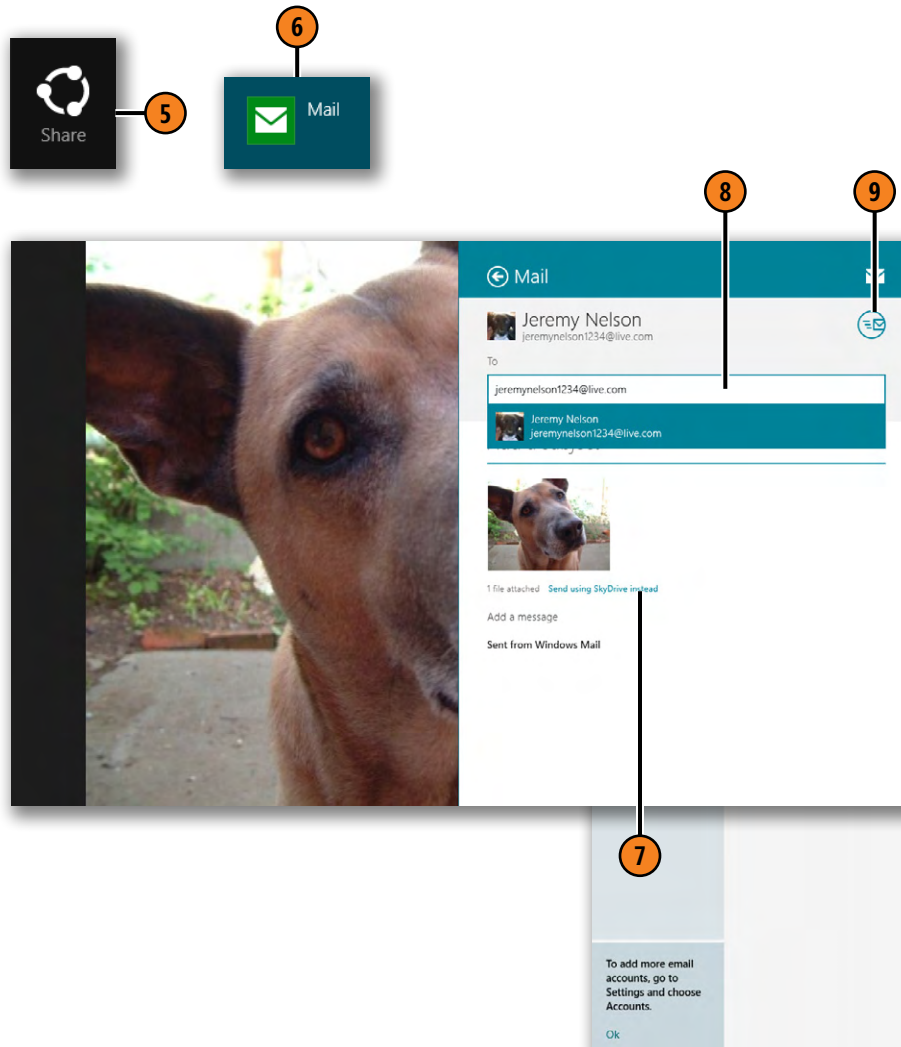 6
Mail
5
Share
8
9
Mail
Jeremy Nelson
jeremynelson1234@live.com
To
jeremynelson1234@live.com
Jeremy Nelson
jeremynelson1234@live.com
1 file attached Send using SkyDrive instead
Add a message
Sent from Windows Mail
7
To add more email
accounts, go to
Settings and choose
Accounts.
Ok